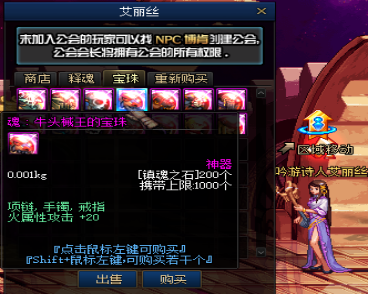 艾丽丝
未加入公会的玩家可以找 NPC 博肯创建公会,
公会会长将拥有公会的所有权限 .
商店 释魂 宝珠 重新购买
魂 : 牛头械王的宝珠
神器
0.001kg
[镇魂之石]200个
携带上限:1000个
项链, 手镯, 戒指
火属性攻击 +20
『点击鼠标左键可购买』
『Shift+鼠标左键,可购买若干个』
出售 购买
区域移动
吟游诗人艾丽丝